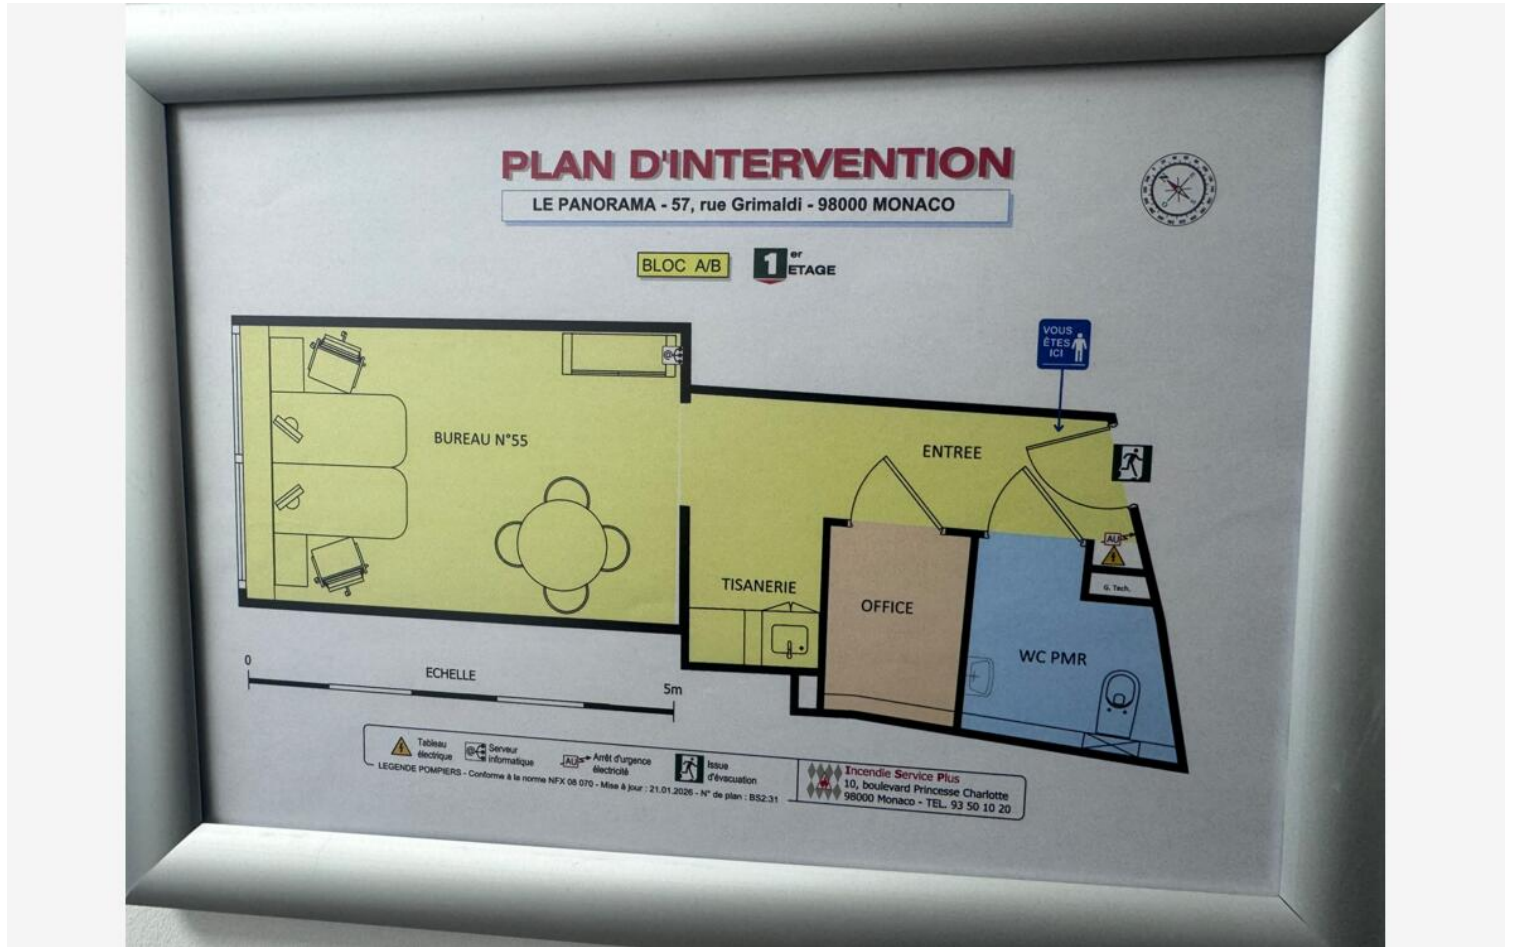 PLAN D'INTERVENTION
LE PANORAMA - 57, rue Grimaldi - 98000 MONACO
BLOC A/B
1er ETAGE
VOUS
ÊTES
ICI
BUREAU N°55
ENTREE
AU
TISANERIE
OFFICE
G. Tech.
WC PMR
0
ECHELLE
5m
Tableau
électrique
Serveur
informatique
AU
Arrêt d'urgence
électricité
Issue
d'évacuation
LEGENDE POMPIERS - Conforme à la norme NFX 08 070 - Mise à jour : 21.01.2026 - N° de plan : BS2:31
Incendie Service Plus
10, boulevard Princesse Charlotte
98000 Monaco - TEL. 93 50 10 20